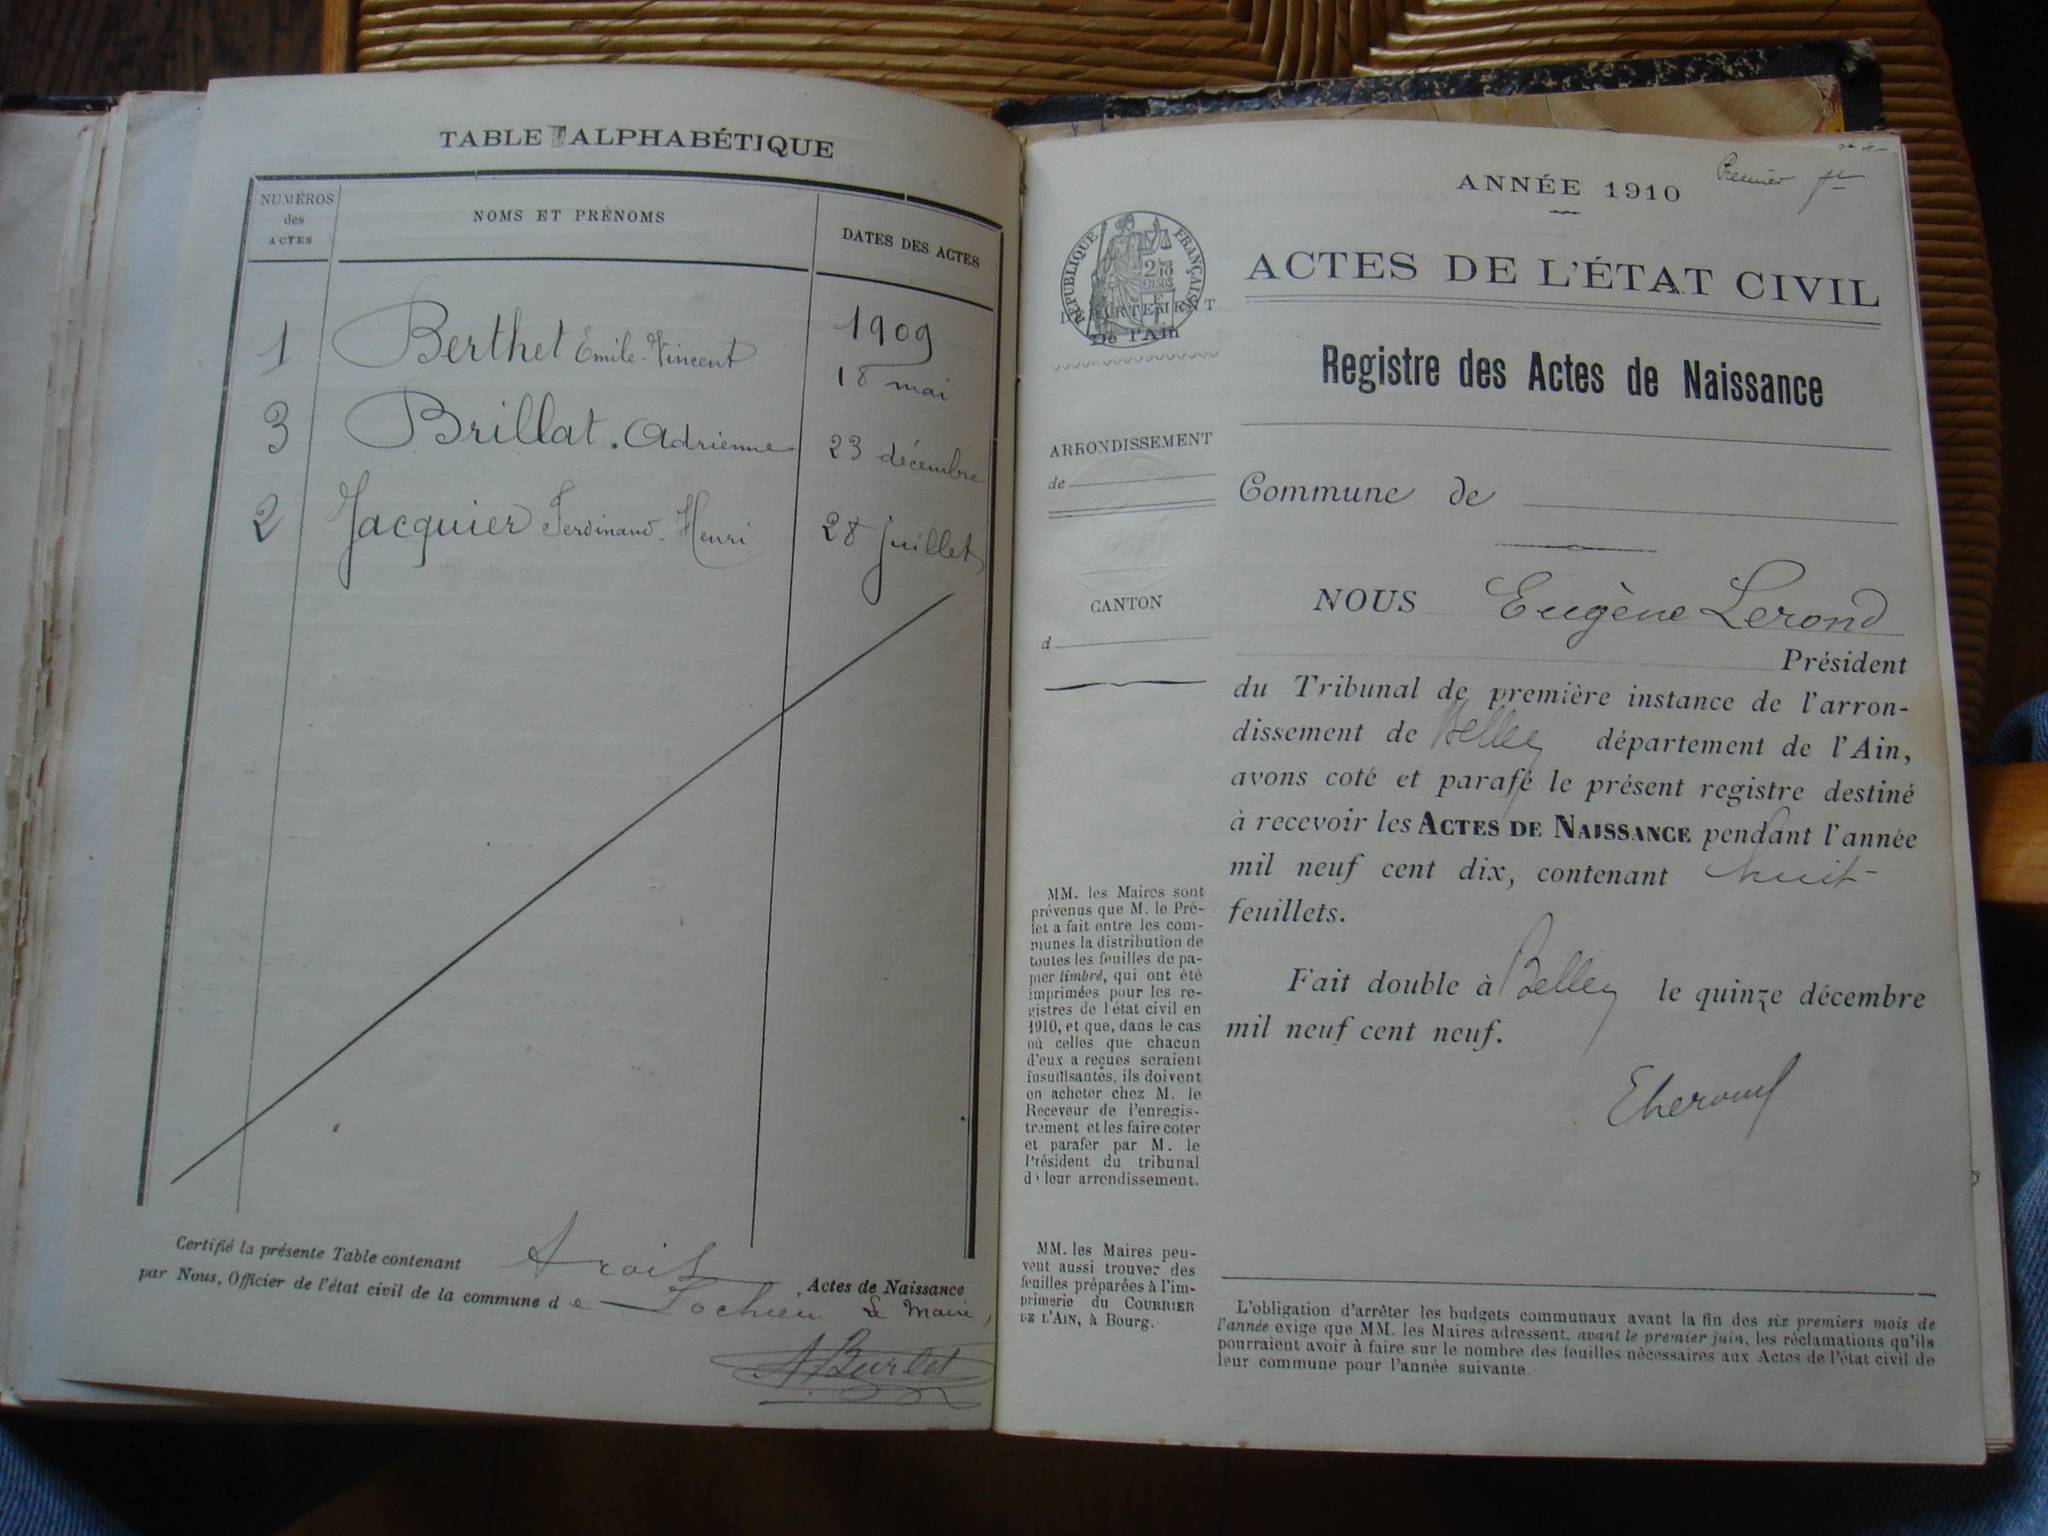 TABLE ALPHABÉTIQUE
NUMÉROS
des
ACTES
NOMS ET PRÉNOMS
DATES DES ACTES
1909
1 Berthet Emile-Vincent 18 mai
3 Brillat. Adrienne 23 décembre
2 Jacquier Ferdinand-Henri 28 juillet
Certifié la présente Table contenant trois Actes de Naissance
par Nous, Officier de l'état civil de la commune de Lochieu Le Maire,
A Burlet
Premier
ANNÉE 1910
ACTES DE L'ÉTAT CIVIL
RÉPUBLIQUE FRANÇAISE
DÉPARTEMENT
De l'Ain
Registre des Actes de Naissance
ARRONDISSEMENT
de
Commune de
CANTON
d
NOUS Eugène Lerond
Président
du Tribunal de première instance de l'arron-
dissement de Belley département de l'Ain,
avons coté et parafé le présent registre destiné
à recevoir les ACTES DE NAISSANCE pendant l'année
mil neuf cent dix, contenant huit
feuillets.
Fait double à Belley le quinze décembre
mil neuf cent neuf.
MM. les Maires sont
prévenus que M. le Pré-
fet a fait entre les com-
munes la distribution de
toutes les feuilles de pa-
pier timbré, qui ont été
imprimées pour les re-
gistres de l'état civil en
1910, et que, dans le cas
où celles que chacun
d'eux a reçues seraient
insuffisantes, ils doivent
en acheter chez M. le
Receveur de l'enregis-
trement et les faire coter
et parafer par M. le
Président du tribunal
de leur arrondissement.
MM. les Maires peu-
vent aussi trouver des
feuilles préparées à l'im-
primerie du COURRIER
DE L'AIN, à Bourg.
L'obligation d'arrêter les budgets communaux avant la fin des six premiers mois de
l'année exige que MM. les Maires adressent, avant le premier juin, les réclamations qu'ils
pourraient avoir à faire sur le nombre des feuilles nécessaires aux Actes de l'état civil de
leur commune pour l'année suivante